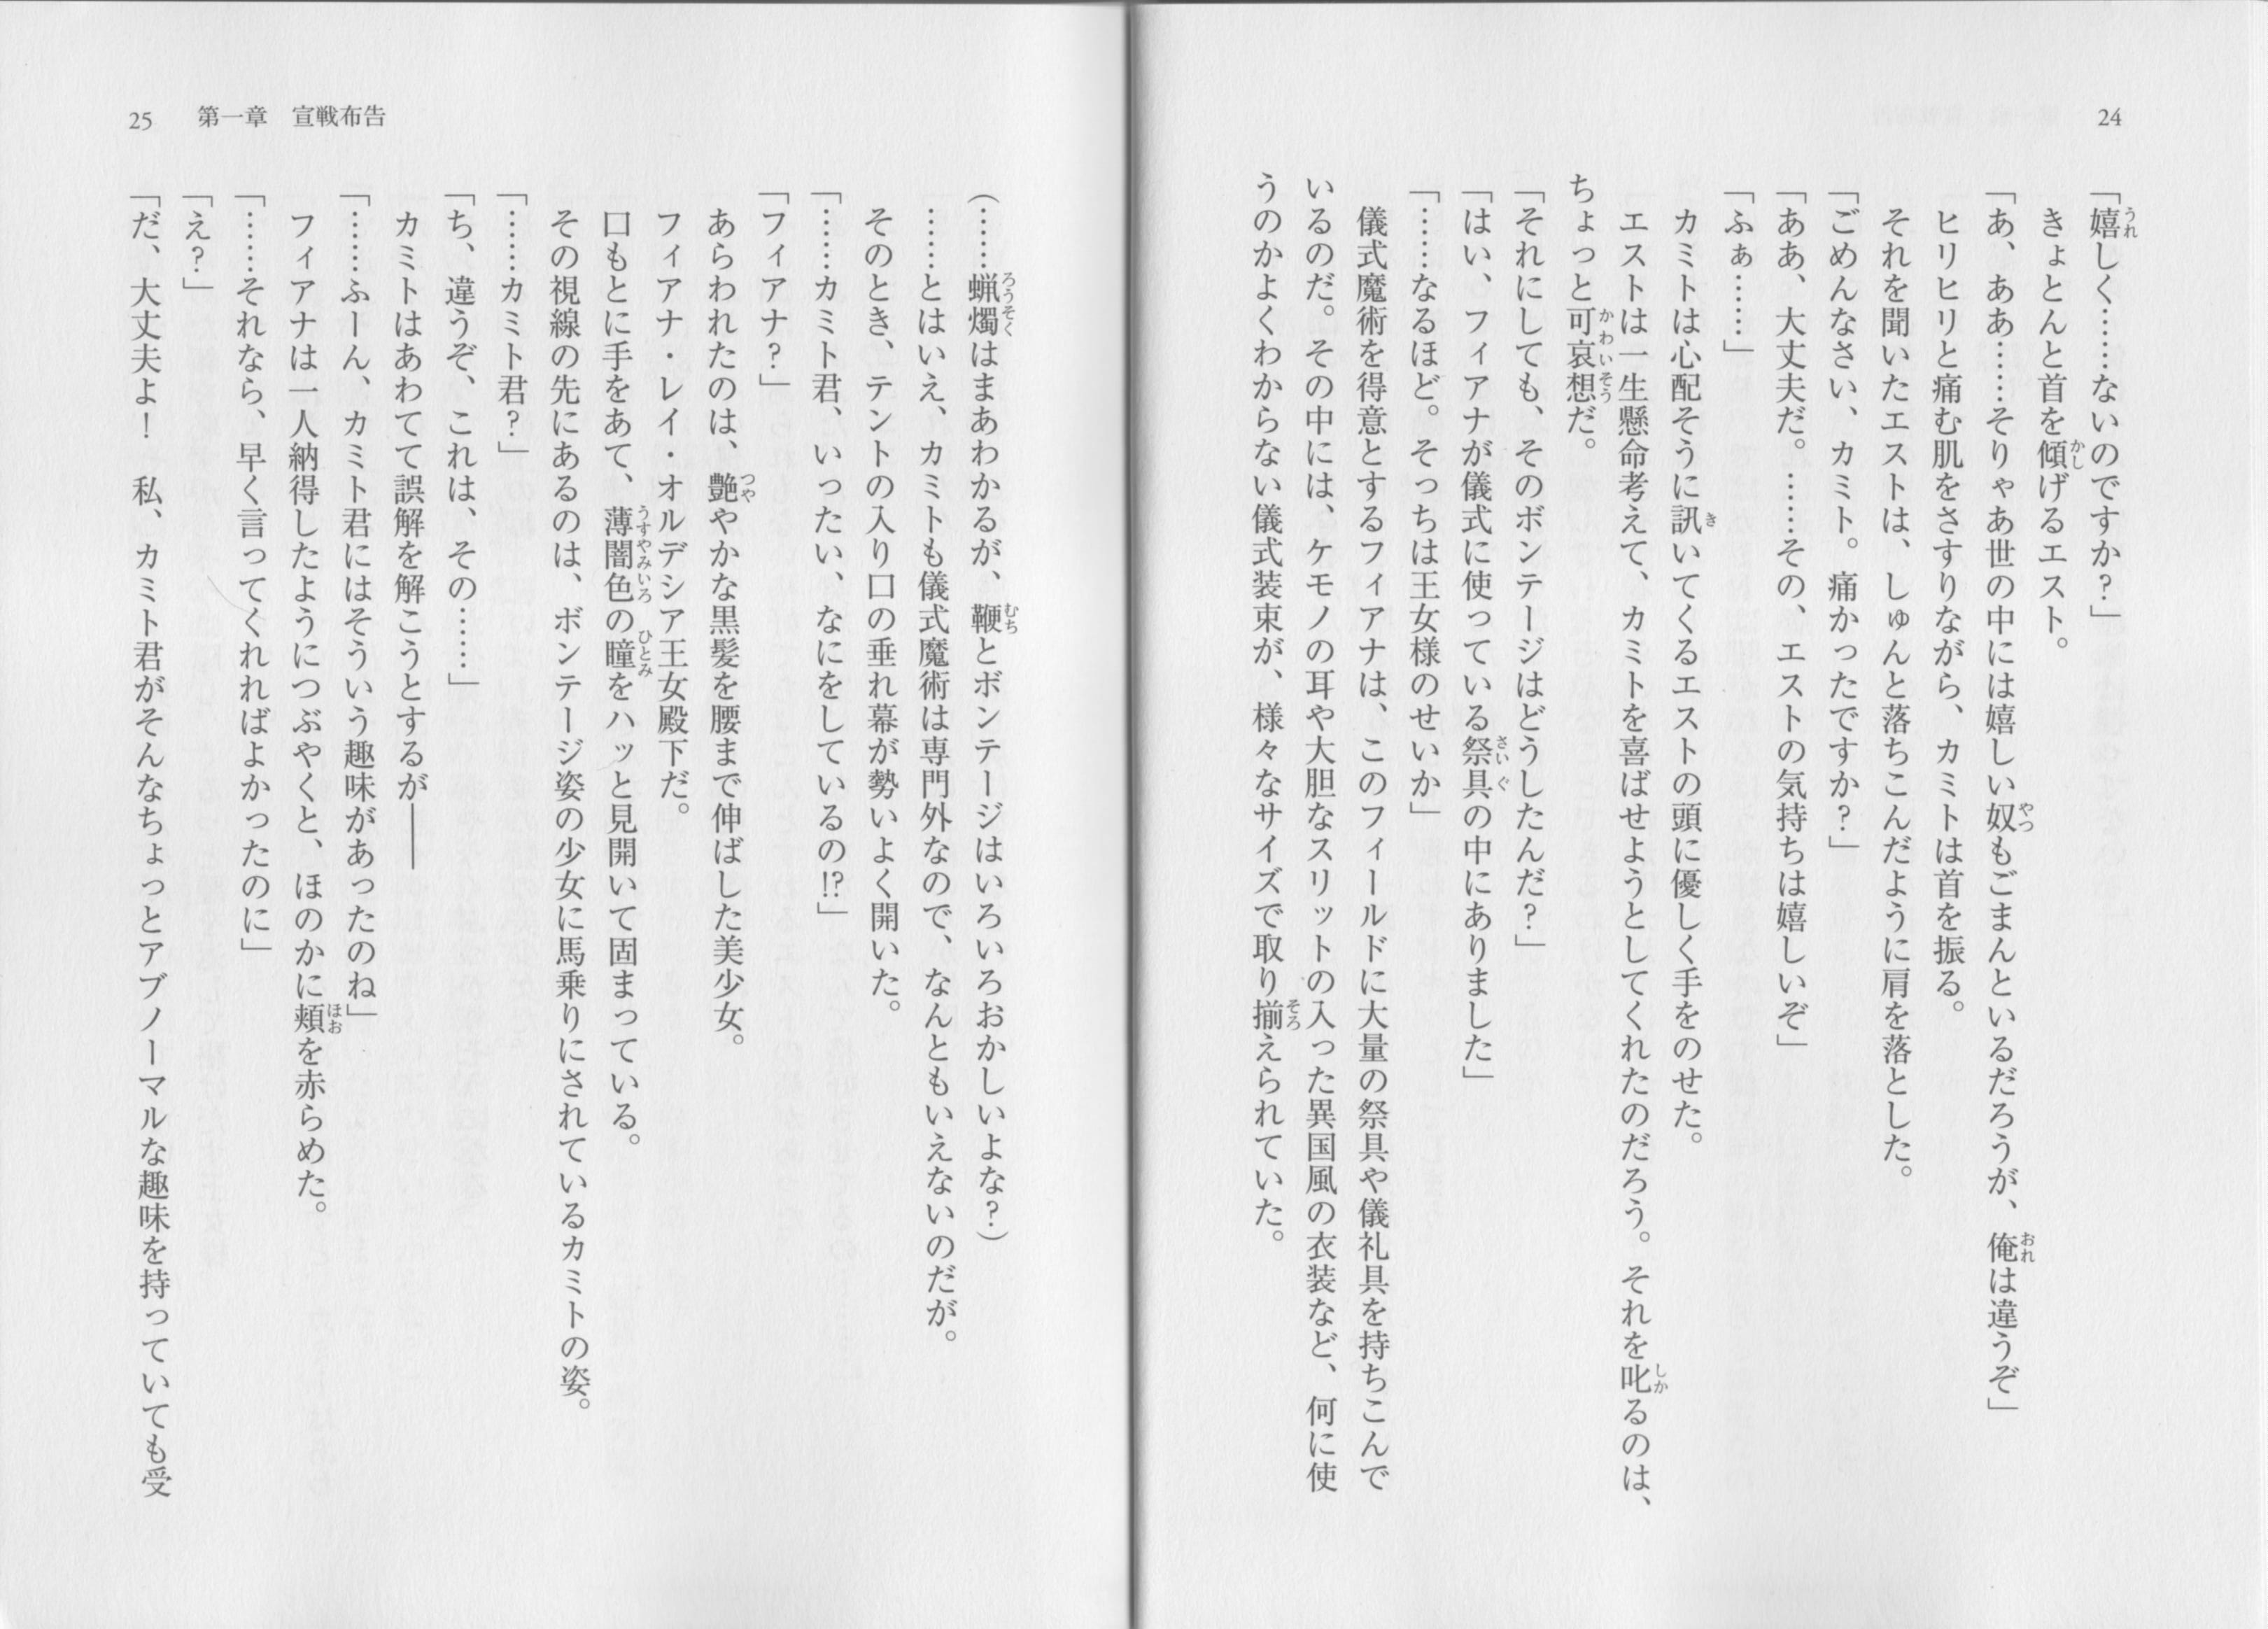 24
「嬉しく……ないのですか？」
きょとんと首を傾げるエスト。
「あ、ああ……そりゃあ世の中には嬉しい奴もごまんといるだろうが、俺は違うぞ」
ヒリヒリと痛む肌をさすりながら、カミトは首を振る。
それを聞いたエストは、しゅんと落ちこんだように肩を落とした。
「ごめんなさい、カミト。痛かったですか？」
「ああ、大丈夫だ。……その、エストの気持ちは嬉しいぞ」
「ふぁ……」
カミトは心配そうに訊いてくるエストの頭に優しく手をのせた。
エストは一生懸命考えて、カミトを喜ばせようとしてくれたのだろう。それを叱るのは、
ちょっと可哀想だ。
「それにしても、そのボンテージはどうしたんだ？」
「はい、フィアナが儀式に使っている祭具の中にありました」
「……なるほど。そっちは王女様のせいか」
儀式魔術を得意とするフィアナは、このフィールドに大量の祭具や儀礼具を持ちこんで
いるのだ。その中には、ケモノの耳や大胆なスリットの入った異国風の衣装など、何に使
うのかよくわからない儀式装束が、様々なサイズで取り揃えられていた。
25 第一章 宣戦布告
（……蝋燭はまあわかるが、鞭とボンテージはいろいろおかしいよな？）
……とはいえ、カミトも儀式魔術は専門外なので、なんともいえないのだが。
そのとき、テントの入り口の垂れ幕が勢いよく開いた。
「……カミト君、いったい、なにをしているの!?」
「フィアナ？」
あらわれたのは、艶やかな黒髪を腰まで伸ばした美少女。
フィアナ・レイ・オルデシア王女殿下だ。
口もとに手をあて、薄闇色の瞳をハッと見開いて固まっている。
その視線の先にあるのは、ボンテージ姿の少女に馬乗りにされているカミトの姿。
「……カミト君？」
「ち、違うぞ、これは、その……」
カミトはあわてて誤解を解こうとするが――
「……ふーん、カミト君にはそういう趣味があったのね」
フィアナは一人納得したようにつぶやくと、ほのかに頬を赤らめた。
「……それなら、早く言ってくれればよかったのに」
「え？」
「だ、大丈夫よ！ 私、カミト君がそんなちょっとアブノーマルな趣味を持っていても受